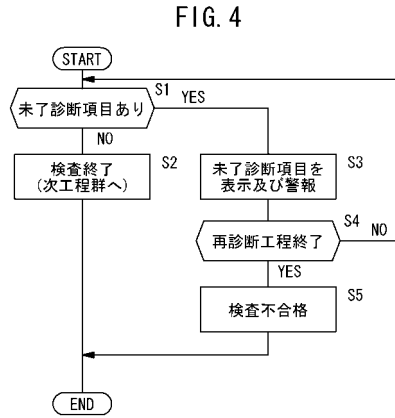 FIG. 4
START
S1
未了診断項目あり
YES
NO
検査終了
(次工程群へ)
S2
未了診断項目を
表示及び警報
S3
再診断工程終了
S4
NO
YES
検査不合格
S5
END